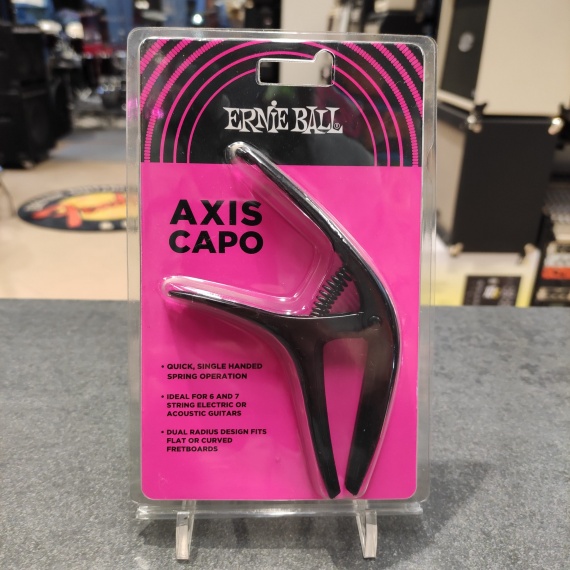 ERNIE BALL®
AXIS
CAPO
• QUICK, SINGLE HANDED
SPRING OPERATION
• IDEAL FOR 6 AND 7
STRING ELECTRIC OR
ACOUSTIC GUITARS
• DUAL RADIUS DESIGN FITS
FLAT OR CURVED
FRETBOARDS